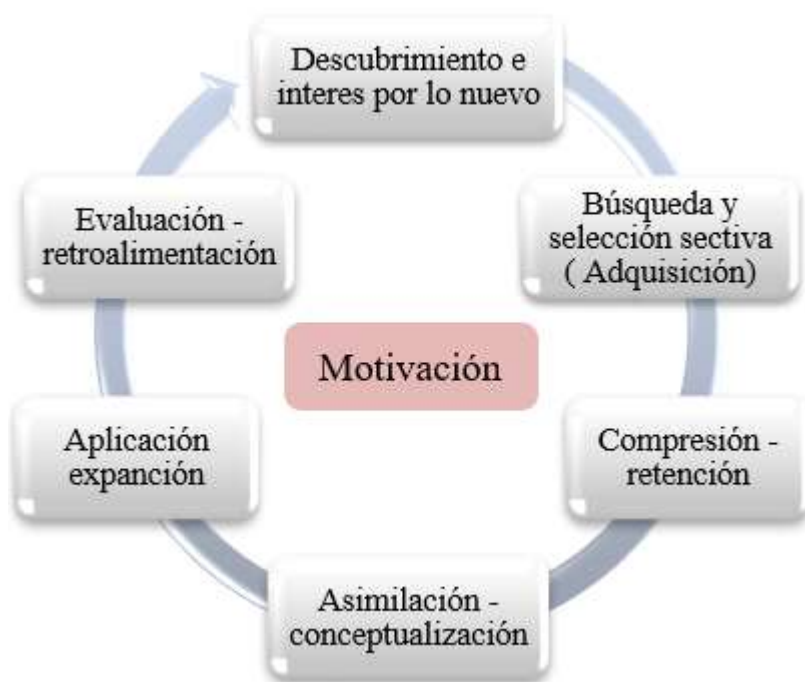 Descubrimiento e
interes por lo nuevo
Búsqueda y
selección sectiva
( Adquisición)
Compresión -
retención
Asimilación -
conceptualización
Aplicación
expanción
Evaluación -
retroalimentación
Motivación